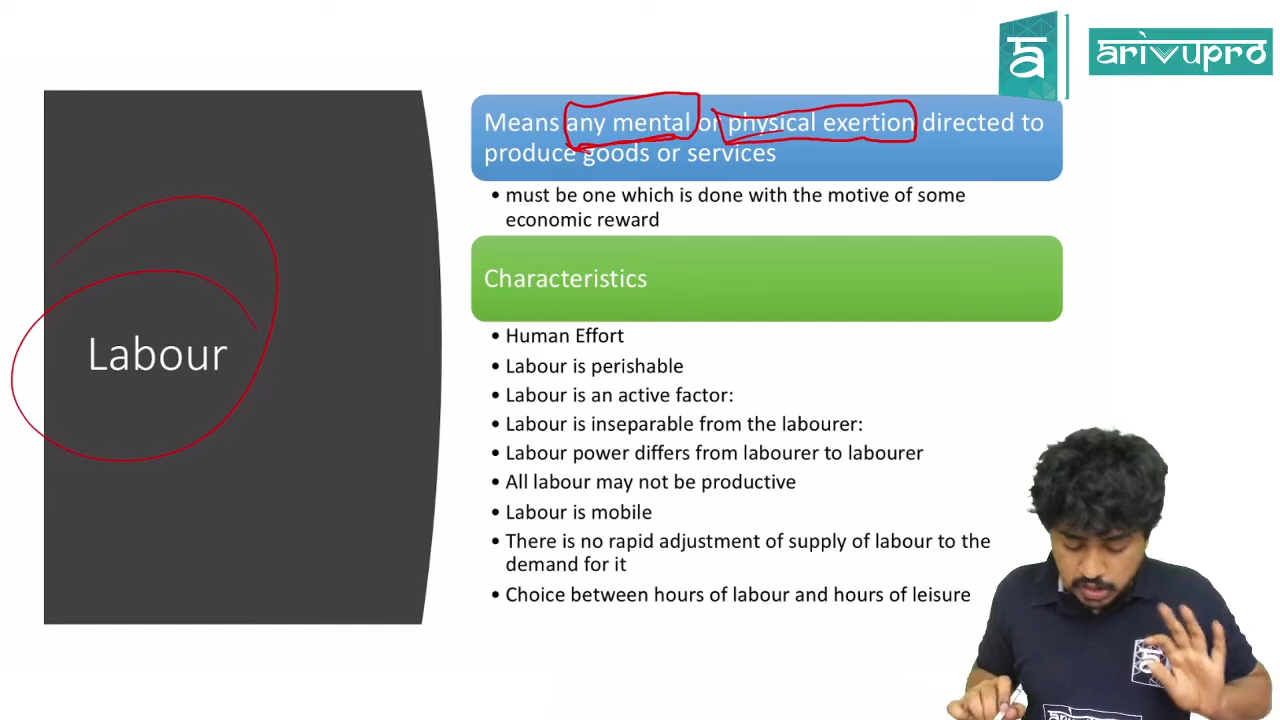 arivupro
Means any mental or physical exertion directed to
produce goods or services
• must be one which is done with the motive of some
economic reward
Characteristics
Labour
• Human Effort
• Labour is perishable
• Labour is an active factor:
• Labour is inseparable from the labourer:
• Labour power differs from labourer to labourer
• All labour may not be productive
• Labour is mobile
• There is no rapid adjustment of supply of labour to the
demand for it
• Choice between hours of labour and hours of leisure